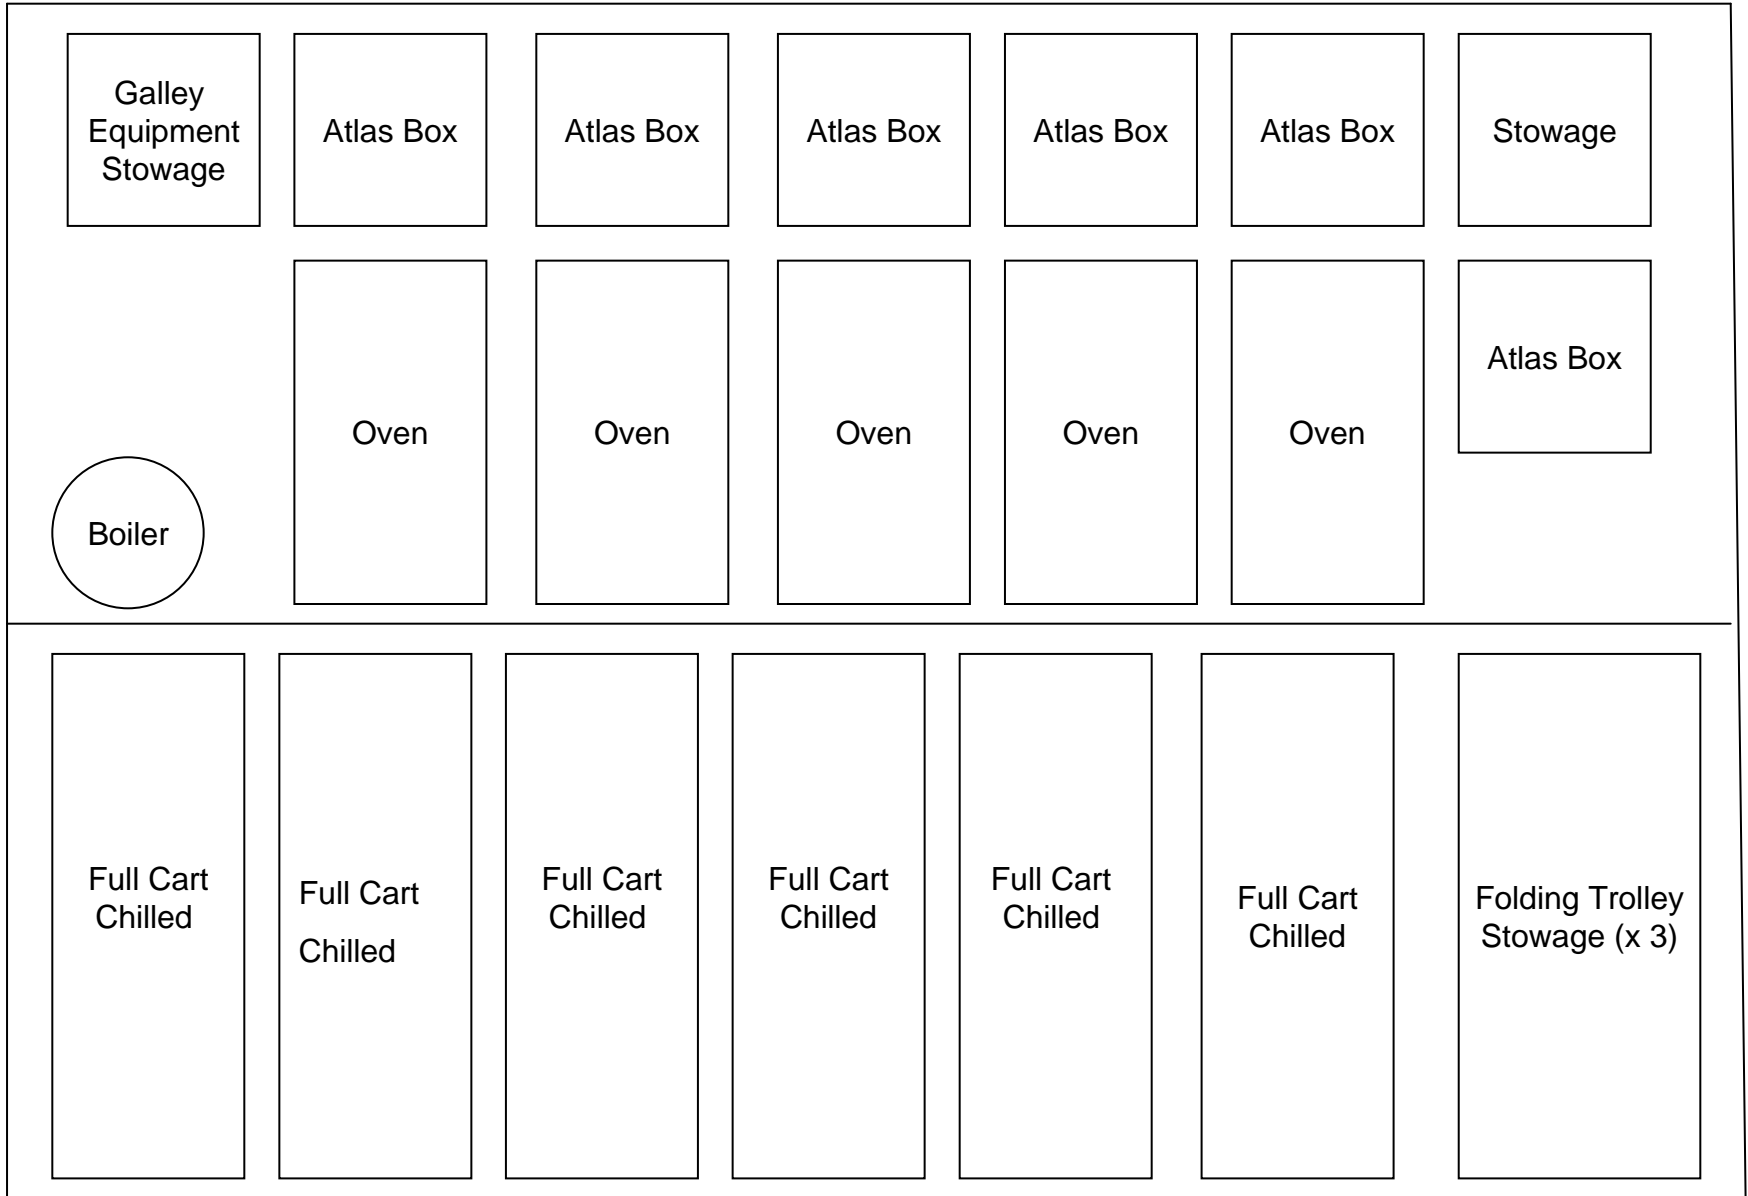 Galley
Equipment
Stowage
Atlas Box
Atlas Box
Atlas Box
Atlas Box
Atlas Box
Stowage
Oven
Oven
Oven
Oven
Oven
Atlas Box
Boiler
Full Cart
Chilled
Full Cart
Chilled
Full Cart
Chilled
Full Cart
Chilled
Full Cart
Chilled
Full Cart
Chilled
Folding Trolley
Stowage (x 3)